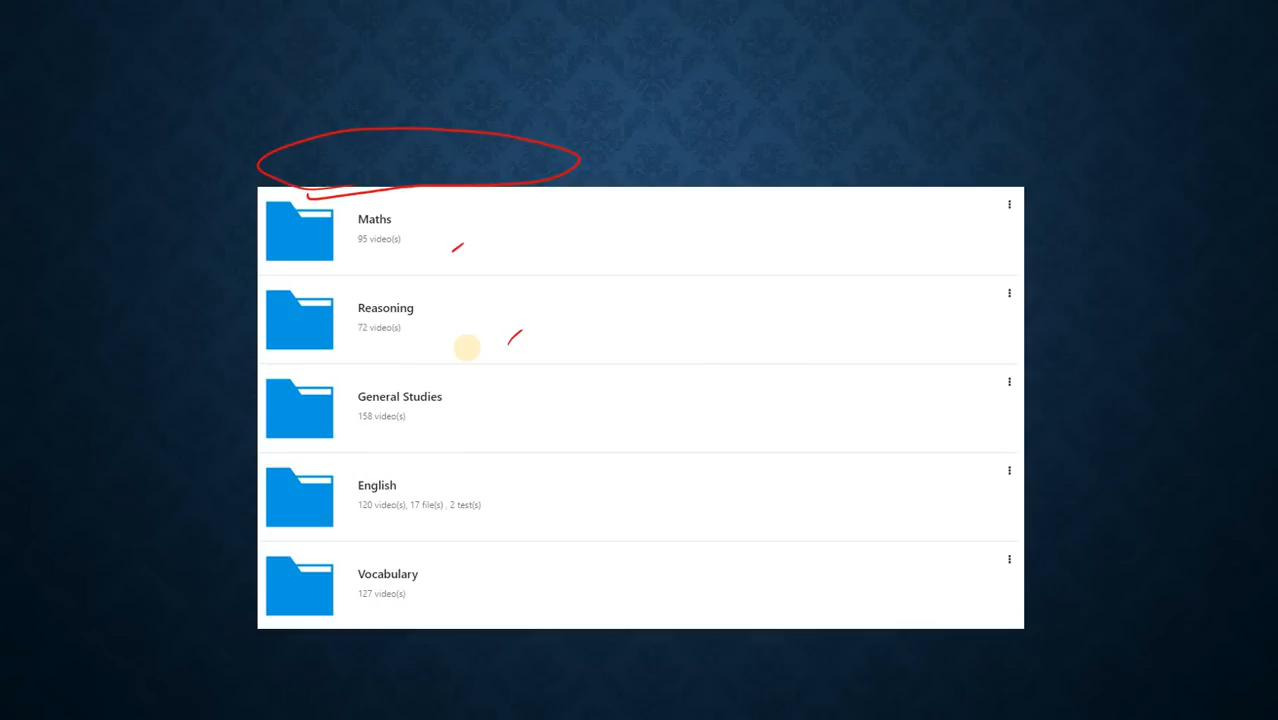 Maths
95 video(s)
Reasoning
72 video(s)
General Studies
158 video(s)
English
120 video(s), 17 file(s) , 2 test(s)
Vocabulary
127 video(s)